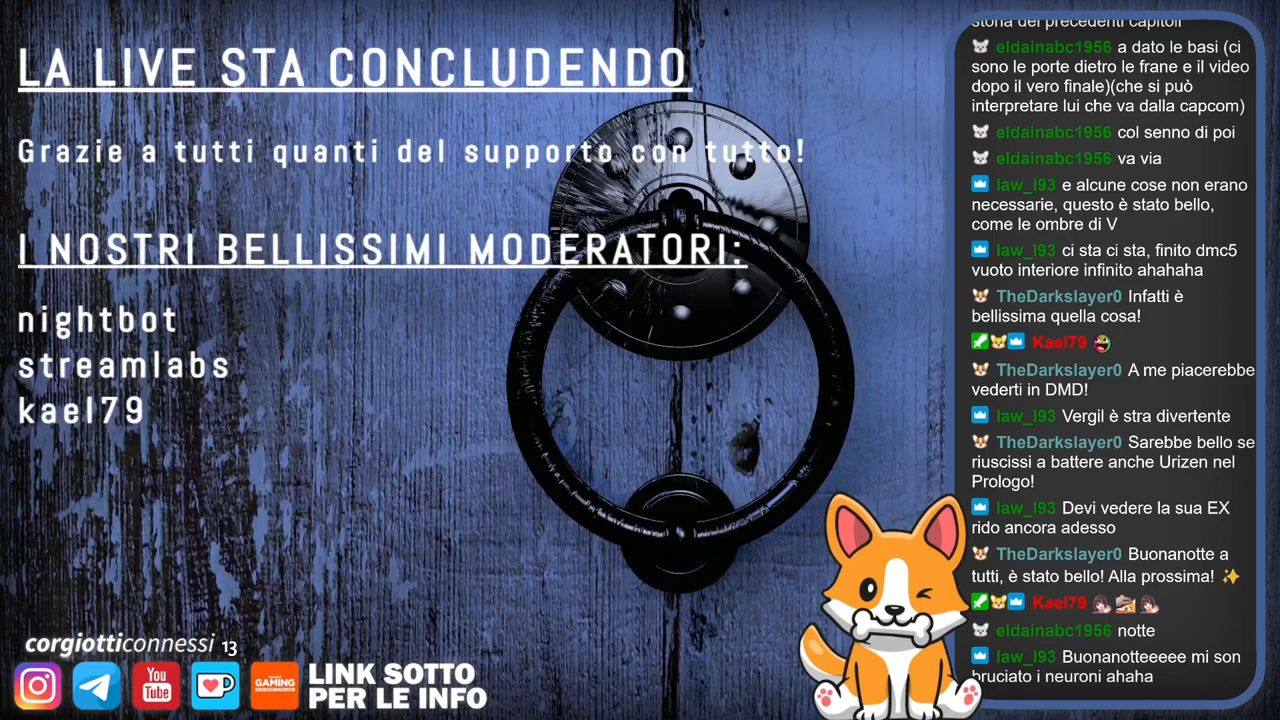 LA LIVE STA CONCLUDENDO
Grazie a tutti quanti del supporto con tutto!
I NOSTRI BELLISSIMI MODERATORI:
nightbot
streamlabs
kael79
corgiotticonnessi 13
You
Tube
GAMING
LINK SOTTO
PER LE INFO
storia dei precedenti capitoli
eldainabc1956 a dato le basi (ci
sono le porte dietro le frane e il video
dopo il vero finale)(che si può
interpretare lui che va dalla capcom)
eldainabc1956 col senno di poi
eldainabc1956 va via
law_l93 e alcune cose non erano
necessarie, questo è stato bello,
come le ombre di V
law_l93 ci sta ci sta, finito dmc5
vuoto interiore infinito ahahaha
TheDarkslayer0 Infatti è
bellissima quella cosa!
Kael79
TheDarkslayer0 A me piacerebbe
vederti in DMD!
law_l93 Vergil è stra divertente
TheDarkslayer0 Sarebbe bello se
riuscissi a battere anche Urizen nel
Prologo!
law_l93 Devi vedere la sua EX
rido ancora adesso
TheDarkslayer0 Buonanotte a
tutti, è stato bello! Alla prossima! ✨
Kael79
eldainabc1956 notte
law_l93 Buonanotteeeee mi son
bruciato i neuroni ahaha